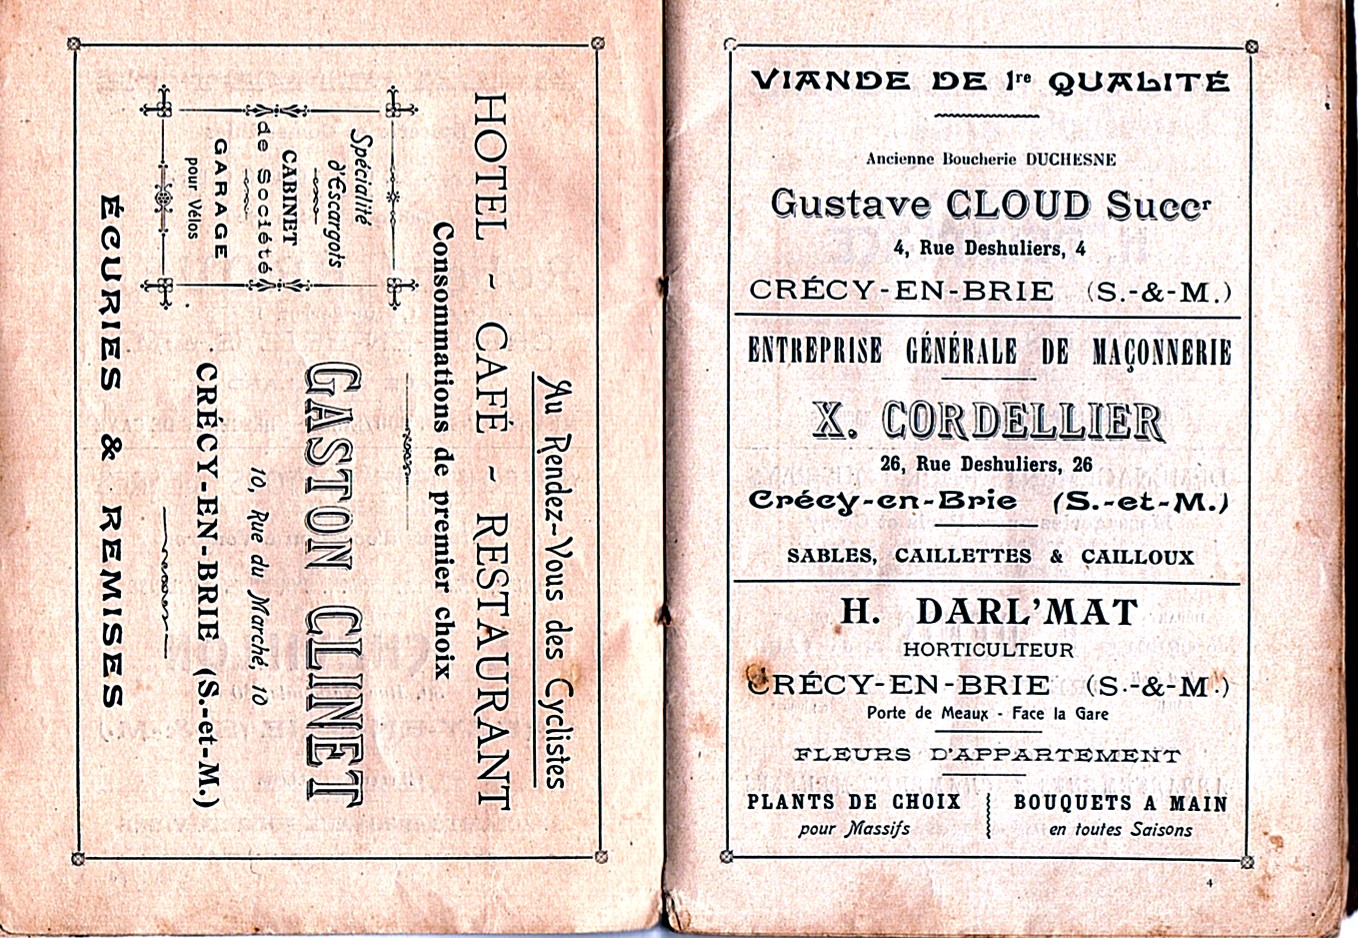 Au Rendez-Vous des Cyclistes
HOTEL - CAFÉ - RESTAURANT
Consommations de premier choix
Spécialité
d'Escargots
CABINET
de Société
GARAGE
pour Vélos
GASTON CLINET
10, Rue du Marché, 10
CRÉCY-EN-BRIE (S.-et-M.)
ÉCURIES & REMISES
VIANDE DE 1re QUALITÉ
Ancienne Boucherie DUCHESNE
Gustave CLOUD Succr
4, Rue Deshuliers, 4
CRÉCY-EN-BRIE (S.-&-M.)
ENTREPRISE GÉNÉRALE DE MAÇONNERIE
X. CORDELLIER
26, Rue Deshuliers, 26
Crécy-en-Brie (S.-et-M.)
SABLES, CAILLETTES & CAILLOUX
H. DARL'MAT
HORTICULTEUR
CRÉCY-EN-BRIE (S.-&-M.)
Porte de Meaux - Face la Gare
FLEURS D'APPARTEMENT
PLANTS DE CHOIX
pour Massifs
BOUQUETS A MAIN
en toutes Saisons
4